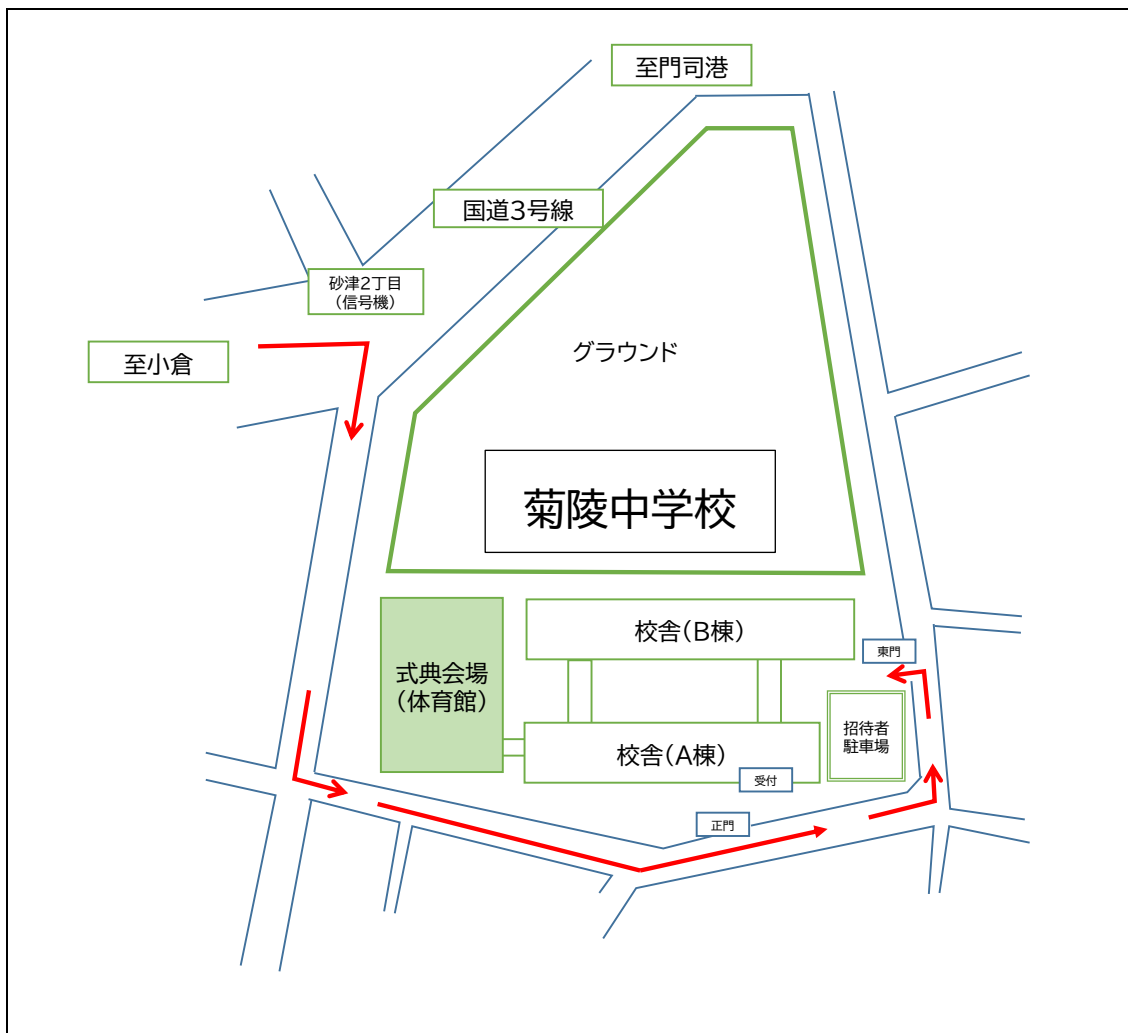 至門司港
国道3号線
砂津2丁目
(信号機)
至小倉
グラウンド
菊陵中学校
校舎(B棟)
東門
式典会場
(体育館)
招待者
駐車場
校舎(A棟)
受付
正門